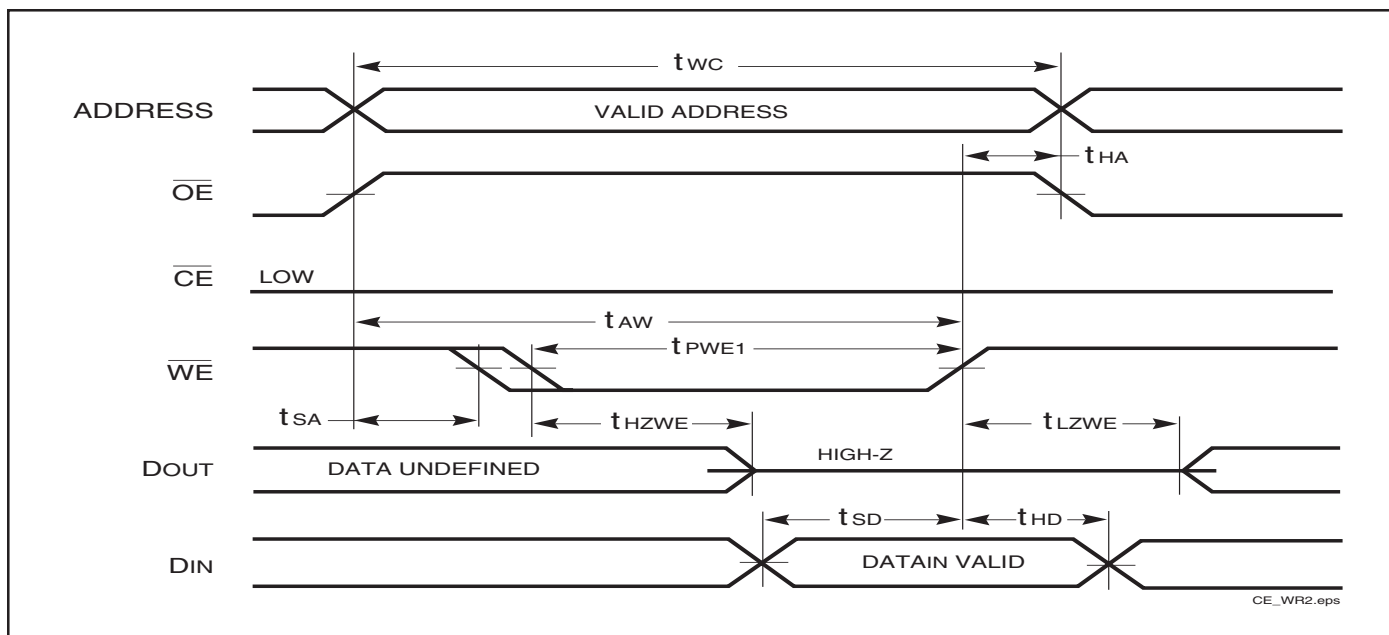 tWC
ADDRESS
VALID ADDRESS
tHA
OE
CE
LOW
tAW
tPWE1
WE
tSA
tHZWE
tLZWE
DOUT
DATA UNDEFINED
HIGH-Z
tSD
tHD
DIN
DATAIN VALID
CE_WR2.eps